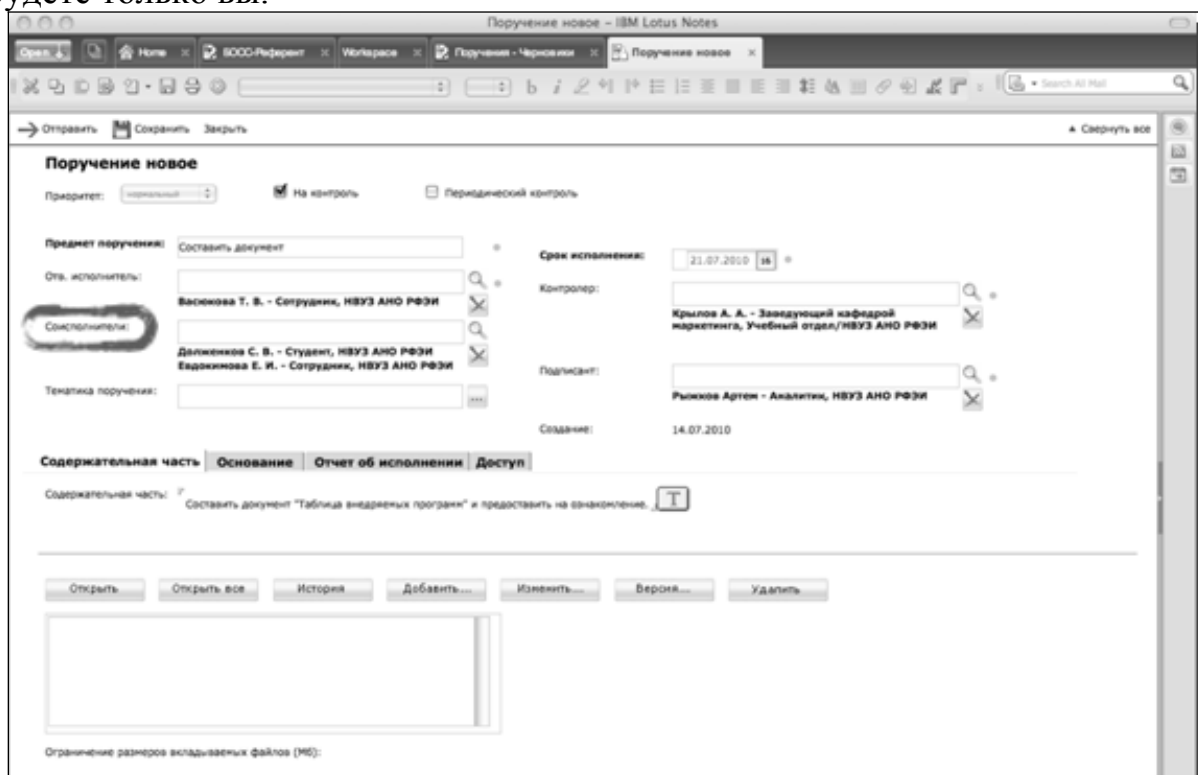 будете только вы.
Поручение новое – IBM Lotus Notes
Open Home БОСС-Референт Workspace Поручения - Черновики Поручение новое
b i Search All Mail
Отправить Сохранить Закрыть Свернуть все
Поручение новое
Приоритет: нормальный На контроль Периодический контроль
Предмет поручения: Составить документ Срок исполнения: 21.07.2010 16
Отв. исполнитель: Контролер:
Васюкова Т. В. - Сотрудник, НВУЗ АНО РФЭИ Крылов А. А. - Заведующий кафедрой
маркетинга, Учебный отдел/НВУЗ АНО РФЭИ
Соисполнители:
Долженков С. В. - Студент, НВУЗ АНО РФЭИ
Евдокимова Е. И. - Сотрудник, НВУЗ АНО РФЭИ
Подписант:
Тематика поручения: ... Рыжков Артем - Аналитик, НВУЗ АНО РФЭИ
Создание: 14.07.2010
Содержательная часть Основание Отчет об исполнении Доступ
Содержательная часть: Составить документ "Таблица внедряемых программ" и предоставить на ознакомление. T
Открыть Открыть все История Добавить... Изменить... Версия... Удалить
Ограничение размеров вкладываемых файлов (Мб):